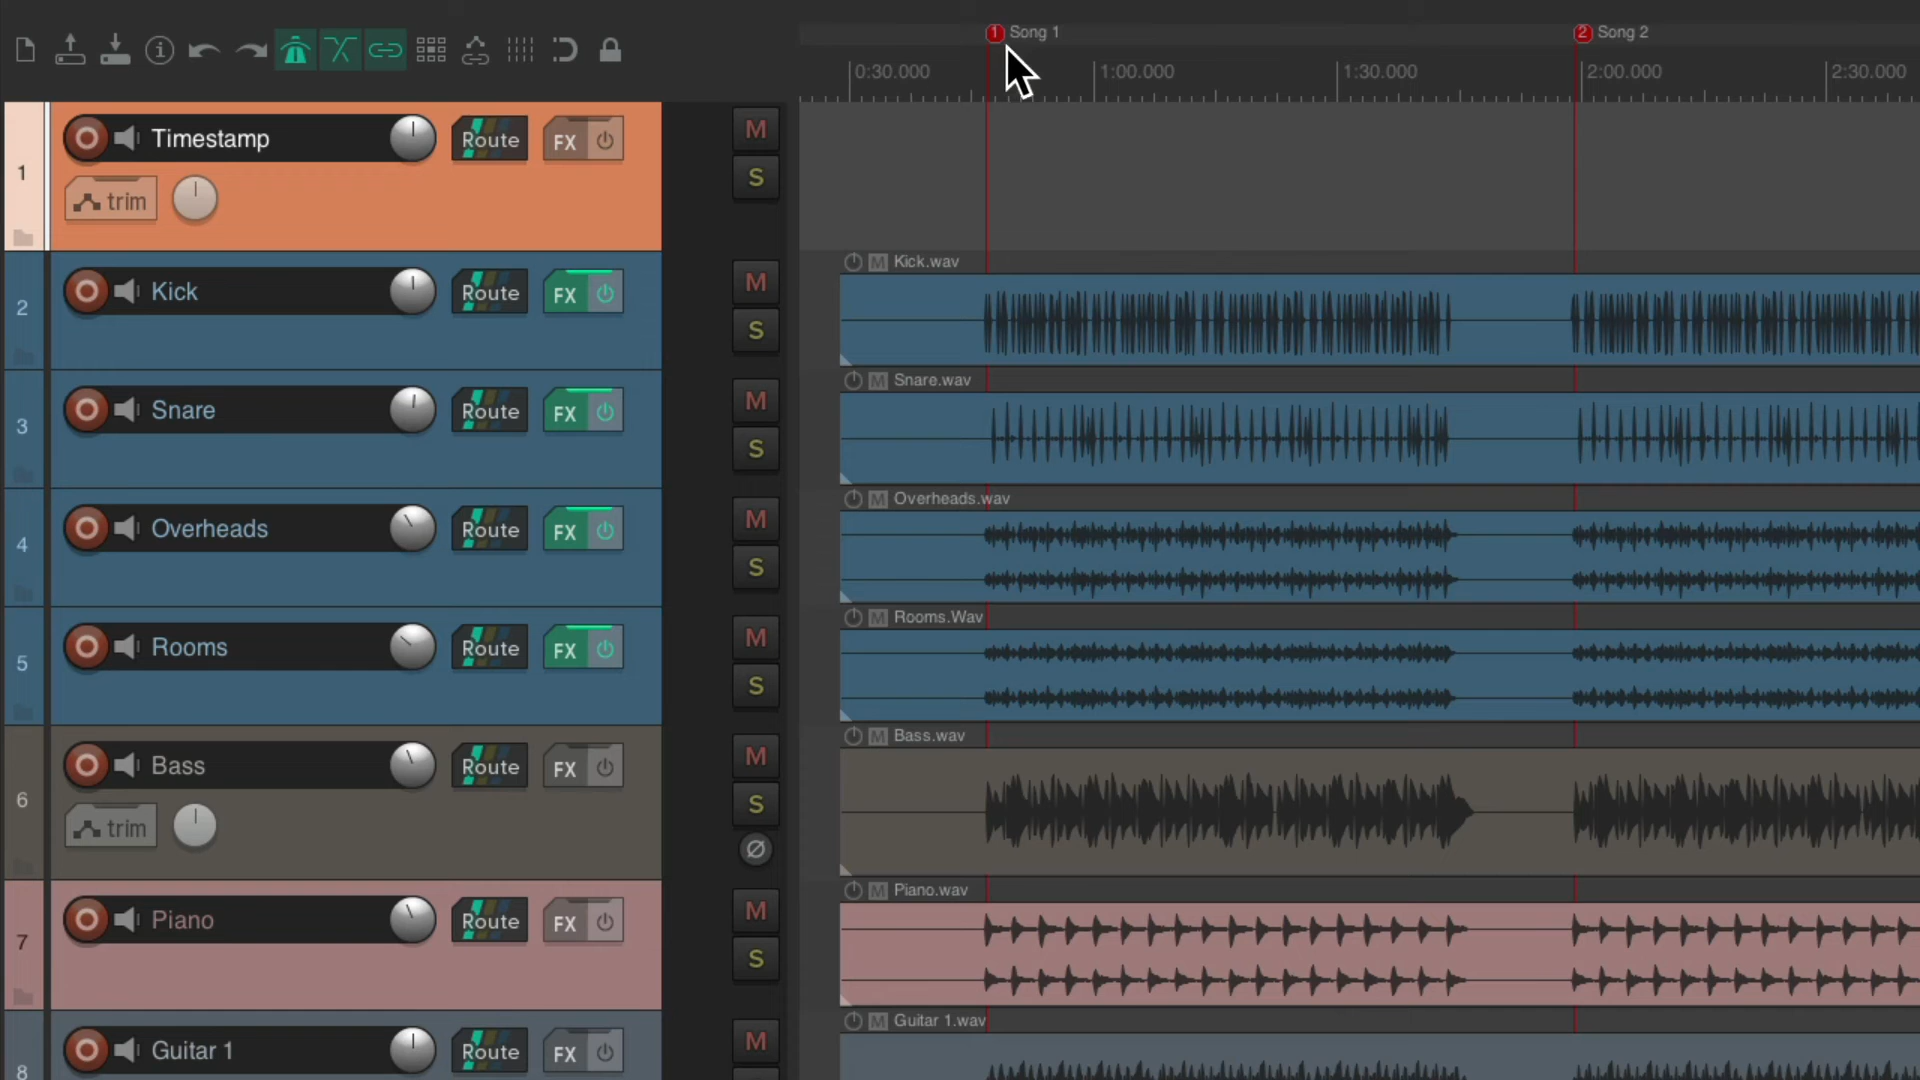 1 Song 1
2 Song 2
0:30.000
1:00.000
1:30.000
2:00.000
2:30.000
1
Timestamp
Route
FX
M
S
trim
Kick.wav
M
2
Kick
Route
FX
M
S
Snare.wav
M
3
Snare
Route
FX
M
S
Overheads.wav
M
4
Overheads
Route
FX
M
S
Rooms.Wav
M
5
Rooms
Route
FX
M
S
Bass.wav
M
6
Bass
Route
FX
M
S
trim
Ø
Piano.wav
M
7
Piano
Route
FX
M
S
Guitar 1.wav
M
8
Guitar 1
Route
FX
M